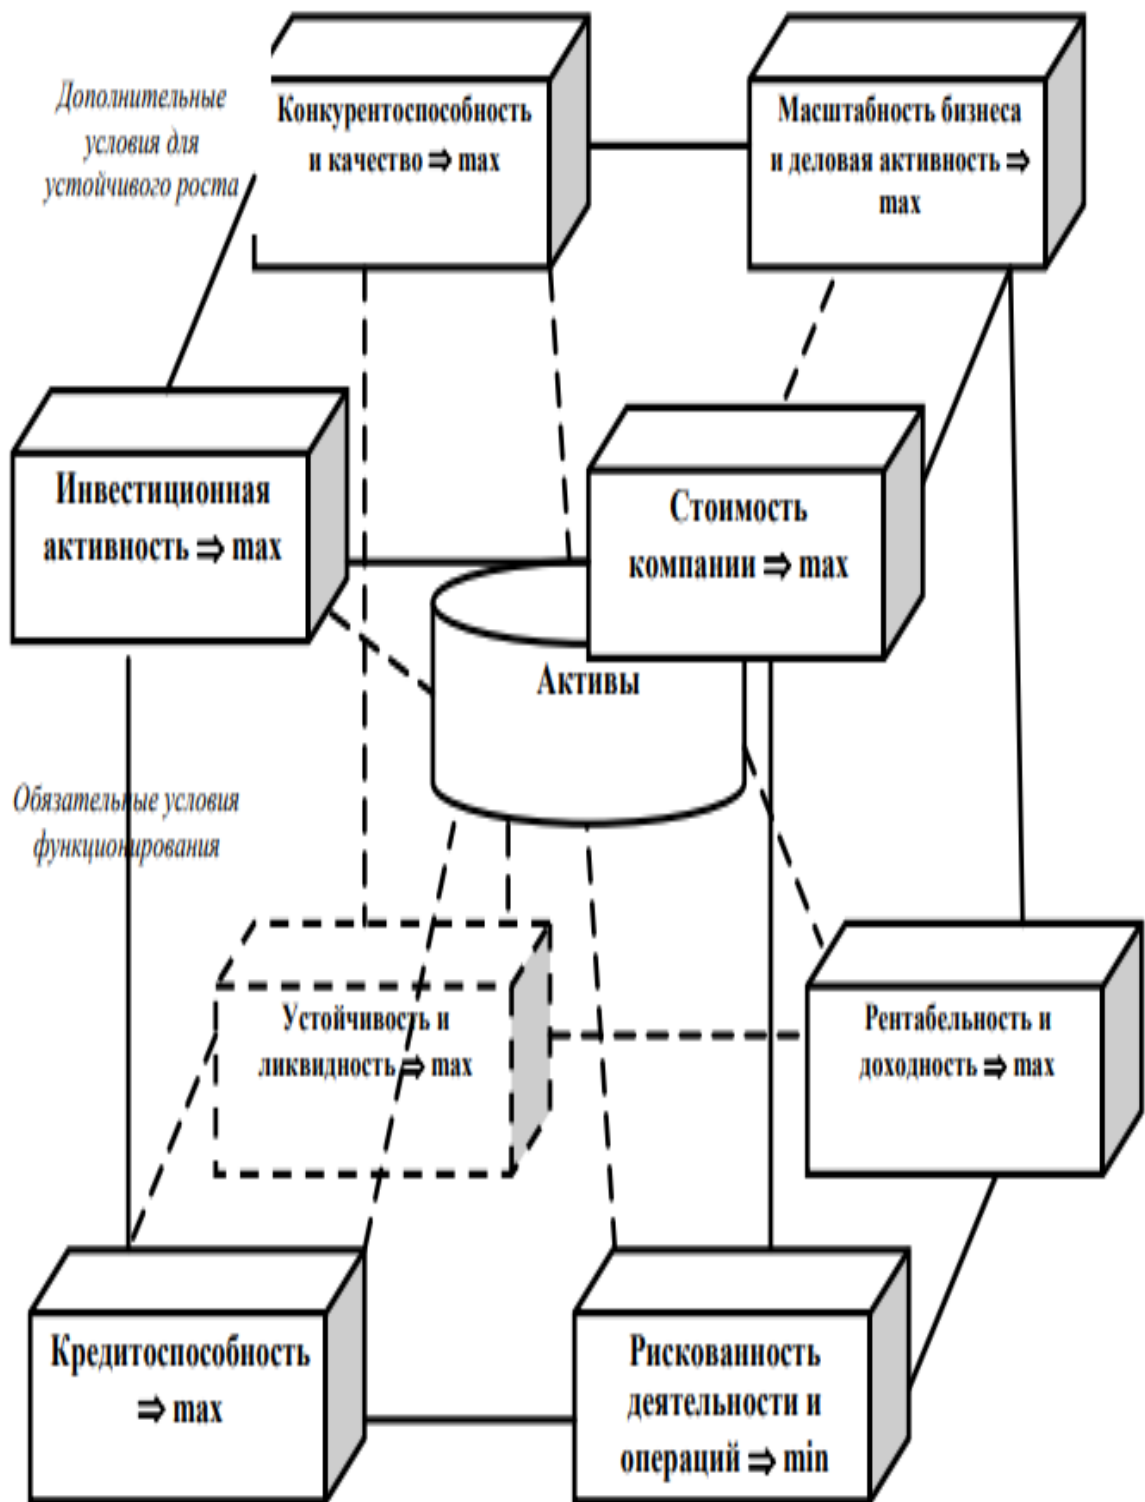 Дополнительные
условия для
устойчивого роста
Конкурентоспособность
и качество ⇒ max
Масштабность бизнеса
и деловая активность ⇒
max
Инвестиционная
активность ⇒ max
Стоимость
компании ⇒ max
Активы
Обязательные условия
функционирования
Устойчивость и
ликвидность ⇒ max
Рентабельность и
доходность ⇒ max
Кредитоспособность
⇒ max
Рискованность
деятельности и
операций ⇒ min